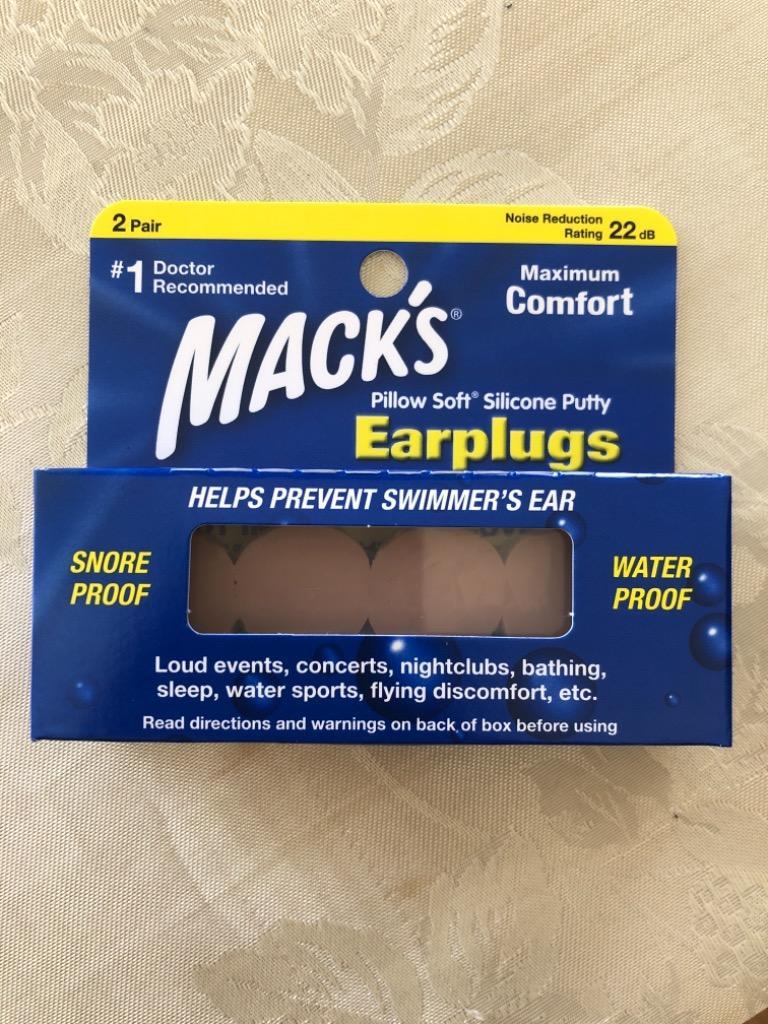 2 Pair
Noise Reduction
Rating 22 dB
#1 Doctor
Recommended
Maximum
Comfort
MACK'S®
Pillow Soft® Silicone Putty
Earplugs
HELPS PREVENT SWIMMER'S EAR
SNORE
PROOF
WATER
PROOF
Loud events, concerts, nightclubs, bathing,
sleep, water sports, flying discomfort, etc.
Read directions and warnings on back of box before using